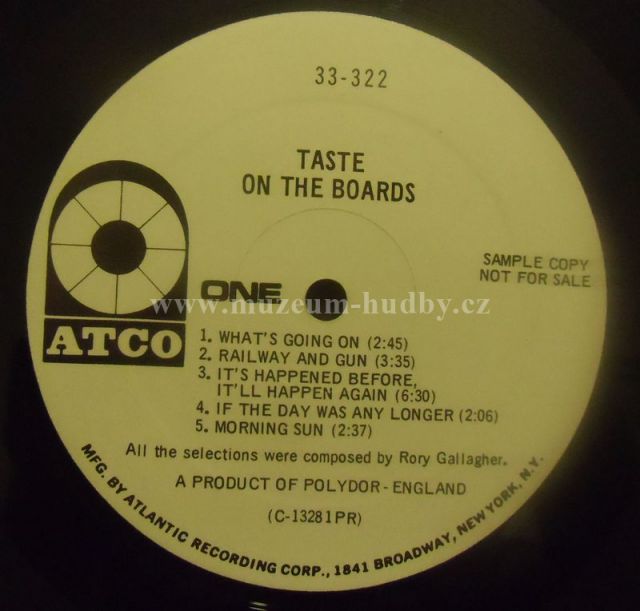 33-322
TASTE
ON THE BOARDS
SAMPLE COPY
NOT FOR SALE
ONE
www.muzeum-hudby.cz
ATCO
1. WHAT'S GOING ON (2:45)
2. RAILWAY AND GUN (3:35)
3. IT'S HAPPENED BEFORE,
IT'LL HAPPEN AGAIN (6:30)
4. IF THE DAY WAS ANY LONGER (2:06)
5. MORNING SUN (2:37)
All the selections were composed by Rory Gallagher.
A PRODUCT OF POLYDOR-ENGLAND
(C-13281PR)
MFG. BY ATLANTIC RECORDING CORP., 1841 BROADWAY, NEW YORK, N.Y.